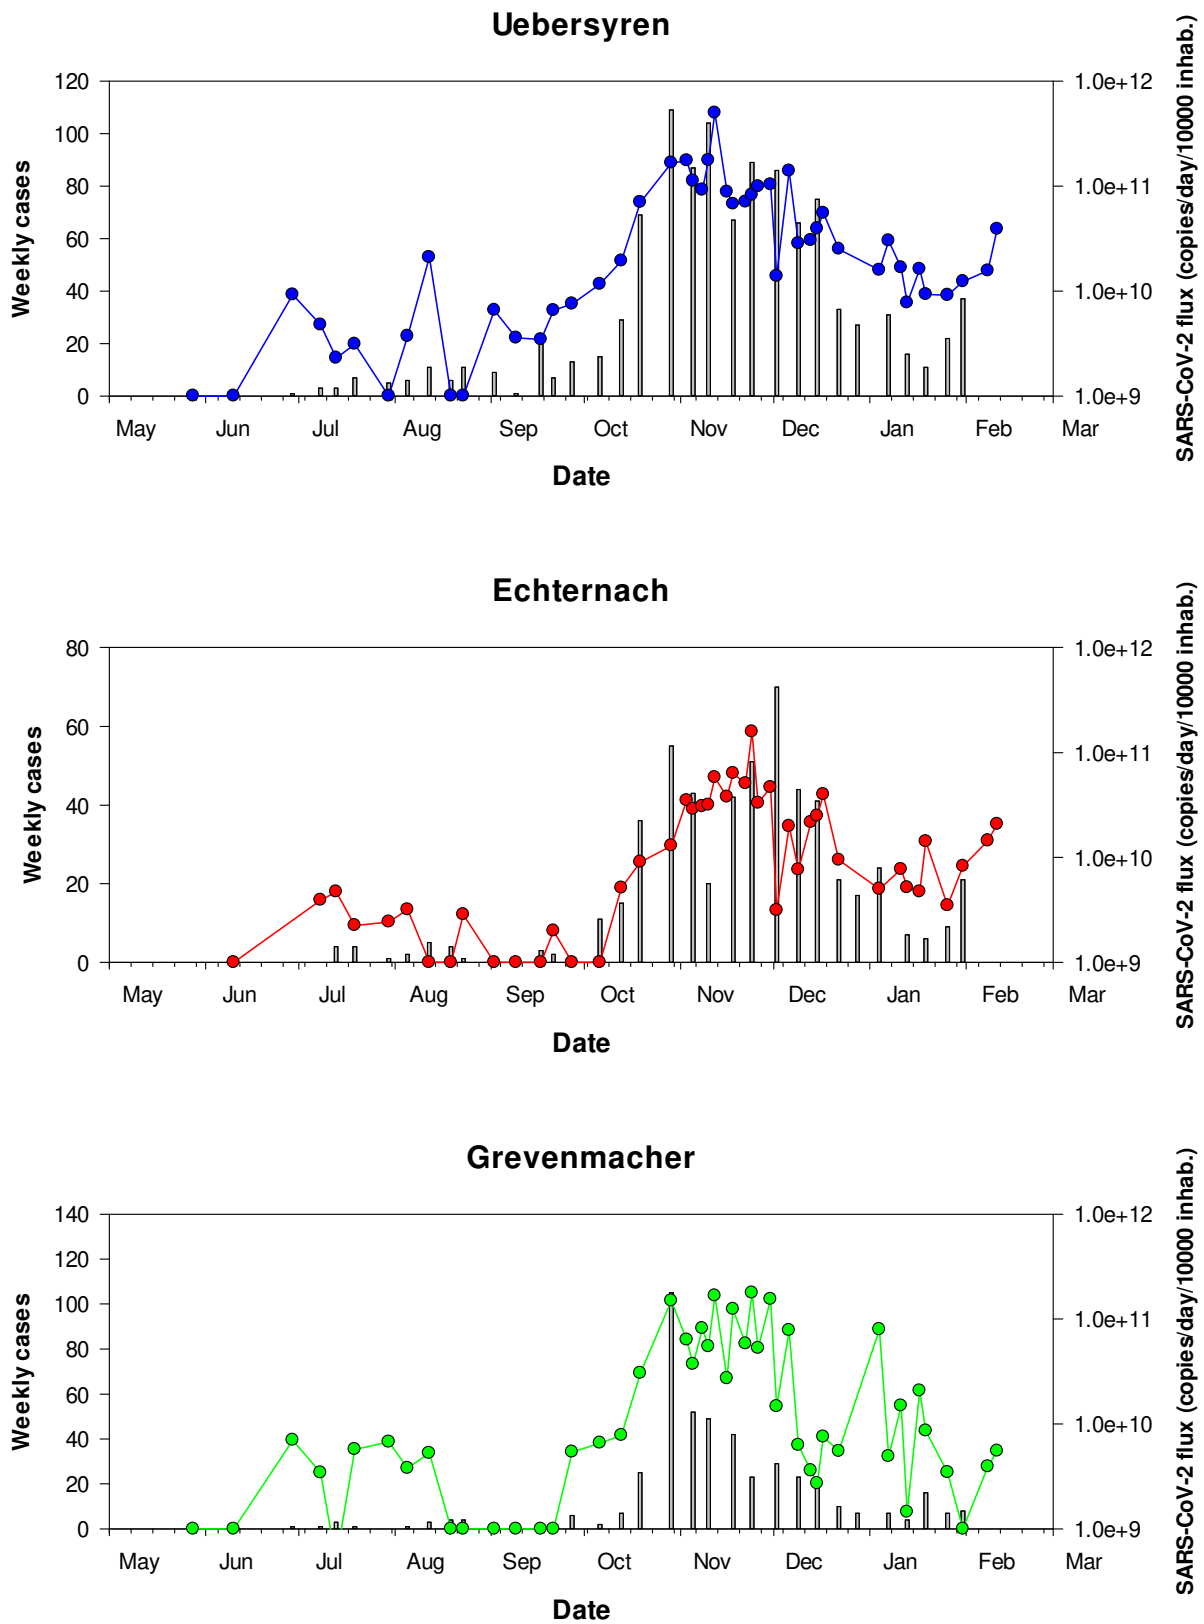 Uebersyren
120
100
80
60
40
20
0
Weekly cases
1.0e+12
1.0e+11
1.0e+10
1.0e+9
SARS-CoV-2 flux (copies/day/10000 inhab.)
May Jun Jul Aug Sep Oct Nov Dec Jan Feb Mar
Date
Echternach
80
60
40
20
0
Weekly cases
1.0e+12
1.0e+11
1.0e+10
1.0e+9
SARS-CoV-2 flux (copies/day/10000 inhab.)
May Jun Jul Aug Sep Oct Nov Dec Jan Feb Mar
Date
Grevenmacher
140
120
100
80
60
40
20
0
Weekly cases
1.0e+12
1.0e+11
1.0e+10
1.0e+9
SARS-CoV-2 flux (copies/day/10000 inhab.)
May Jun Jul Aug Sep Oct Nov Dec Jan Feb Mar
Date